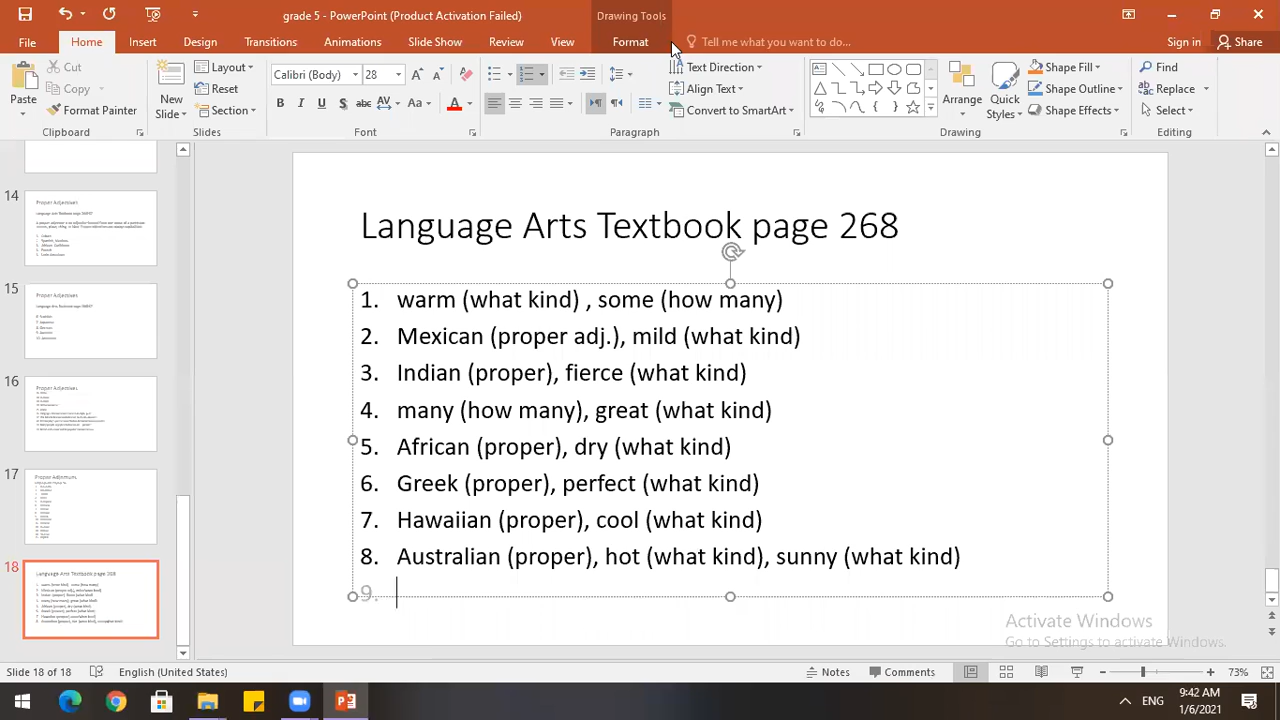 grade 5 - PowerPoint (Product Activation Failed)
Drawing Tools
File Home Insert Design Transitions Animations Slide Show Review View Format Tell me what you want to do... Sign in Share
Paste
Cut
Copy
Format Painter
Clipboard
New Slide
Layout
Reset
Section
Slides
Calibri (Body) 28
Font
Text Direction
Align Text
Convert to SmartArt
Paragraph
Arrange
Quick Styles
Shape Fill
Shape Outline
Shape Effects
Drawing
Find
Replace
Select
Editing
14
15
16
17
18
Language Arts Textbook page 268
1. warm (what kind) , some (how many)
2. Mexican (proper adj.), mild (what kind)
3. Indian (proper), fierce (what kind)
4. many (how many), great (what kind)
5. African (proper), dry (what kind)
6. Greek (proper), perfect (what kind)
7. Hawaiian (proper), cool (what kind)
8. Australian (proper), hot (what kind), sunny (what kind)
9.
Activate Windows
Go to Settings to activate Windows.
Slide 18 of 18 English (United States) Notes Comments 73%
ENG
9:42 AM
1/6/2021